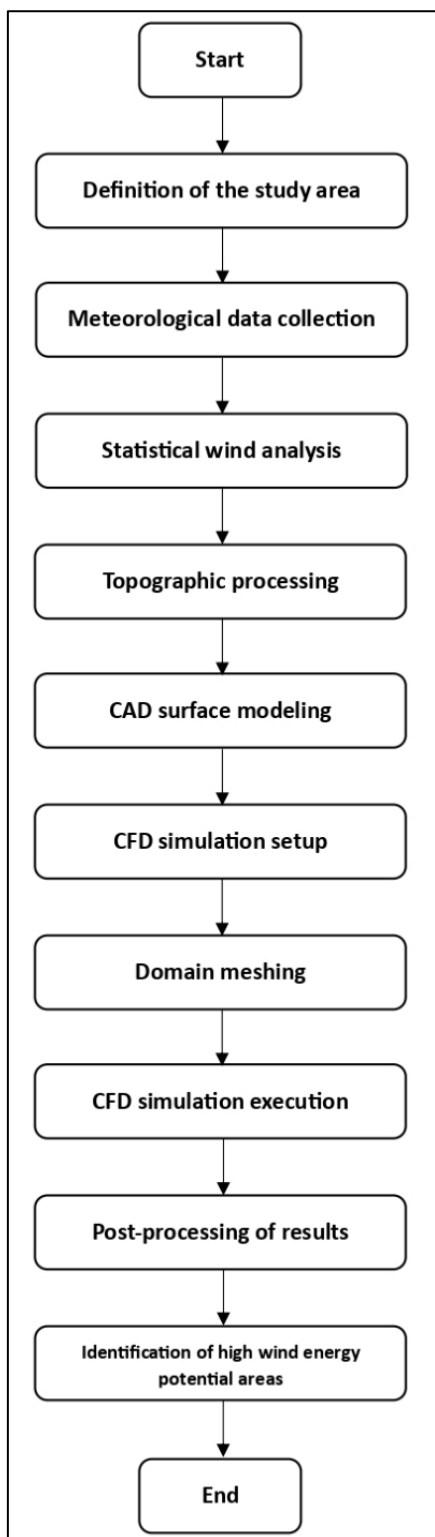 Start
Definition of the study area
Meteorological data collection
Statistical wind analysis
Topographic processing
CAD surface modeling
CFD simulation setup
Domain meshing
CFD simulation execution
Post-processing of results
Identification of high wind energy
potential areas
End